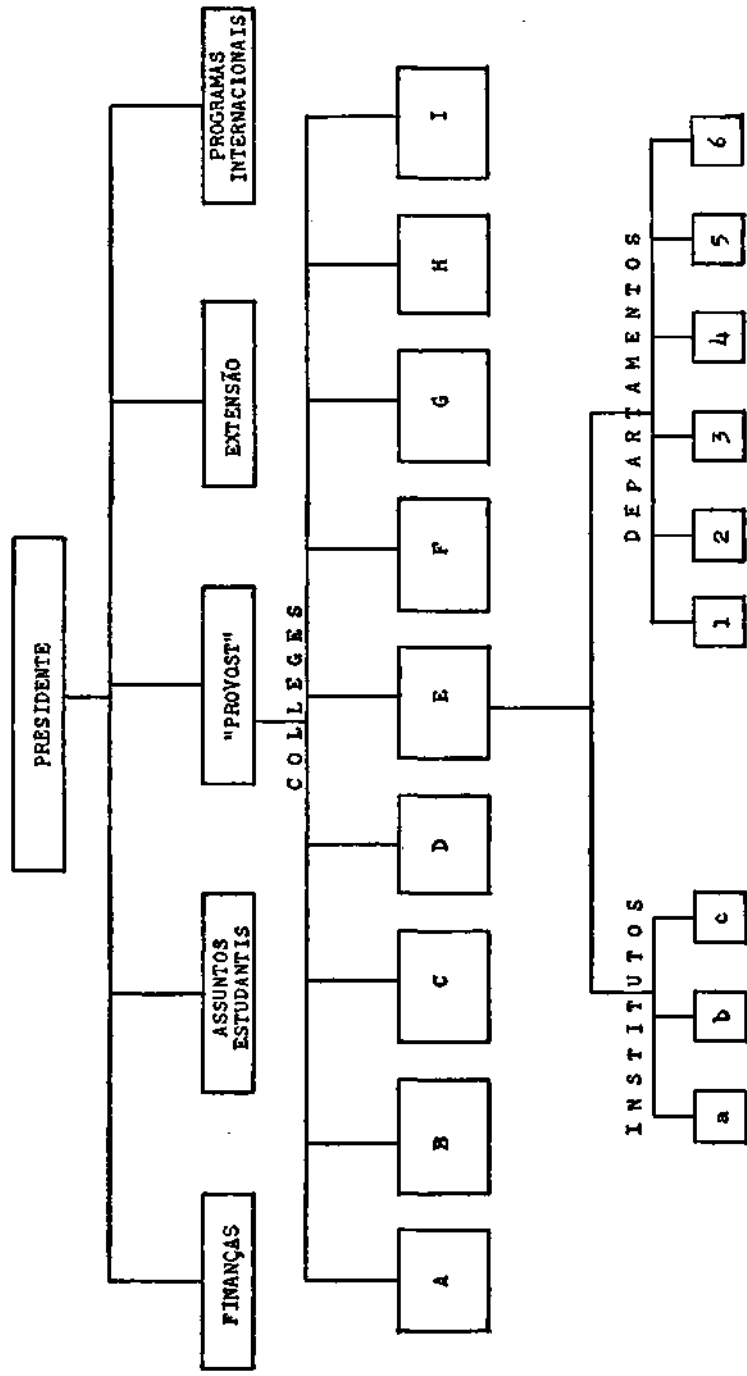 PRESIDENTE
FINANÇAS
ASSUNTOS
ESTUDANTIS
"PROVOST"
EXTENSÃO
PROGRAMAS
INTERNACIONAIS
COLLEGES
A
B
C
D
E
F
G
H
I
INSTITUTOS
DEPARTAMENTOS
a
b
c
1
2
3
4
5
6